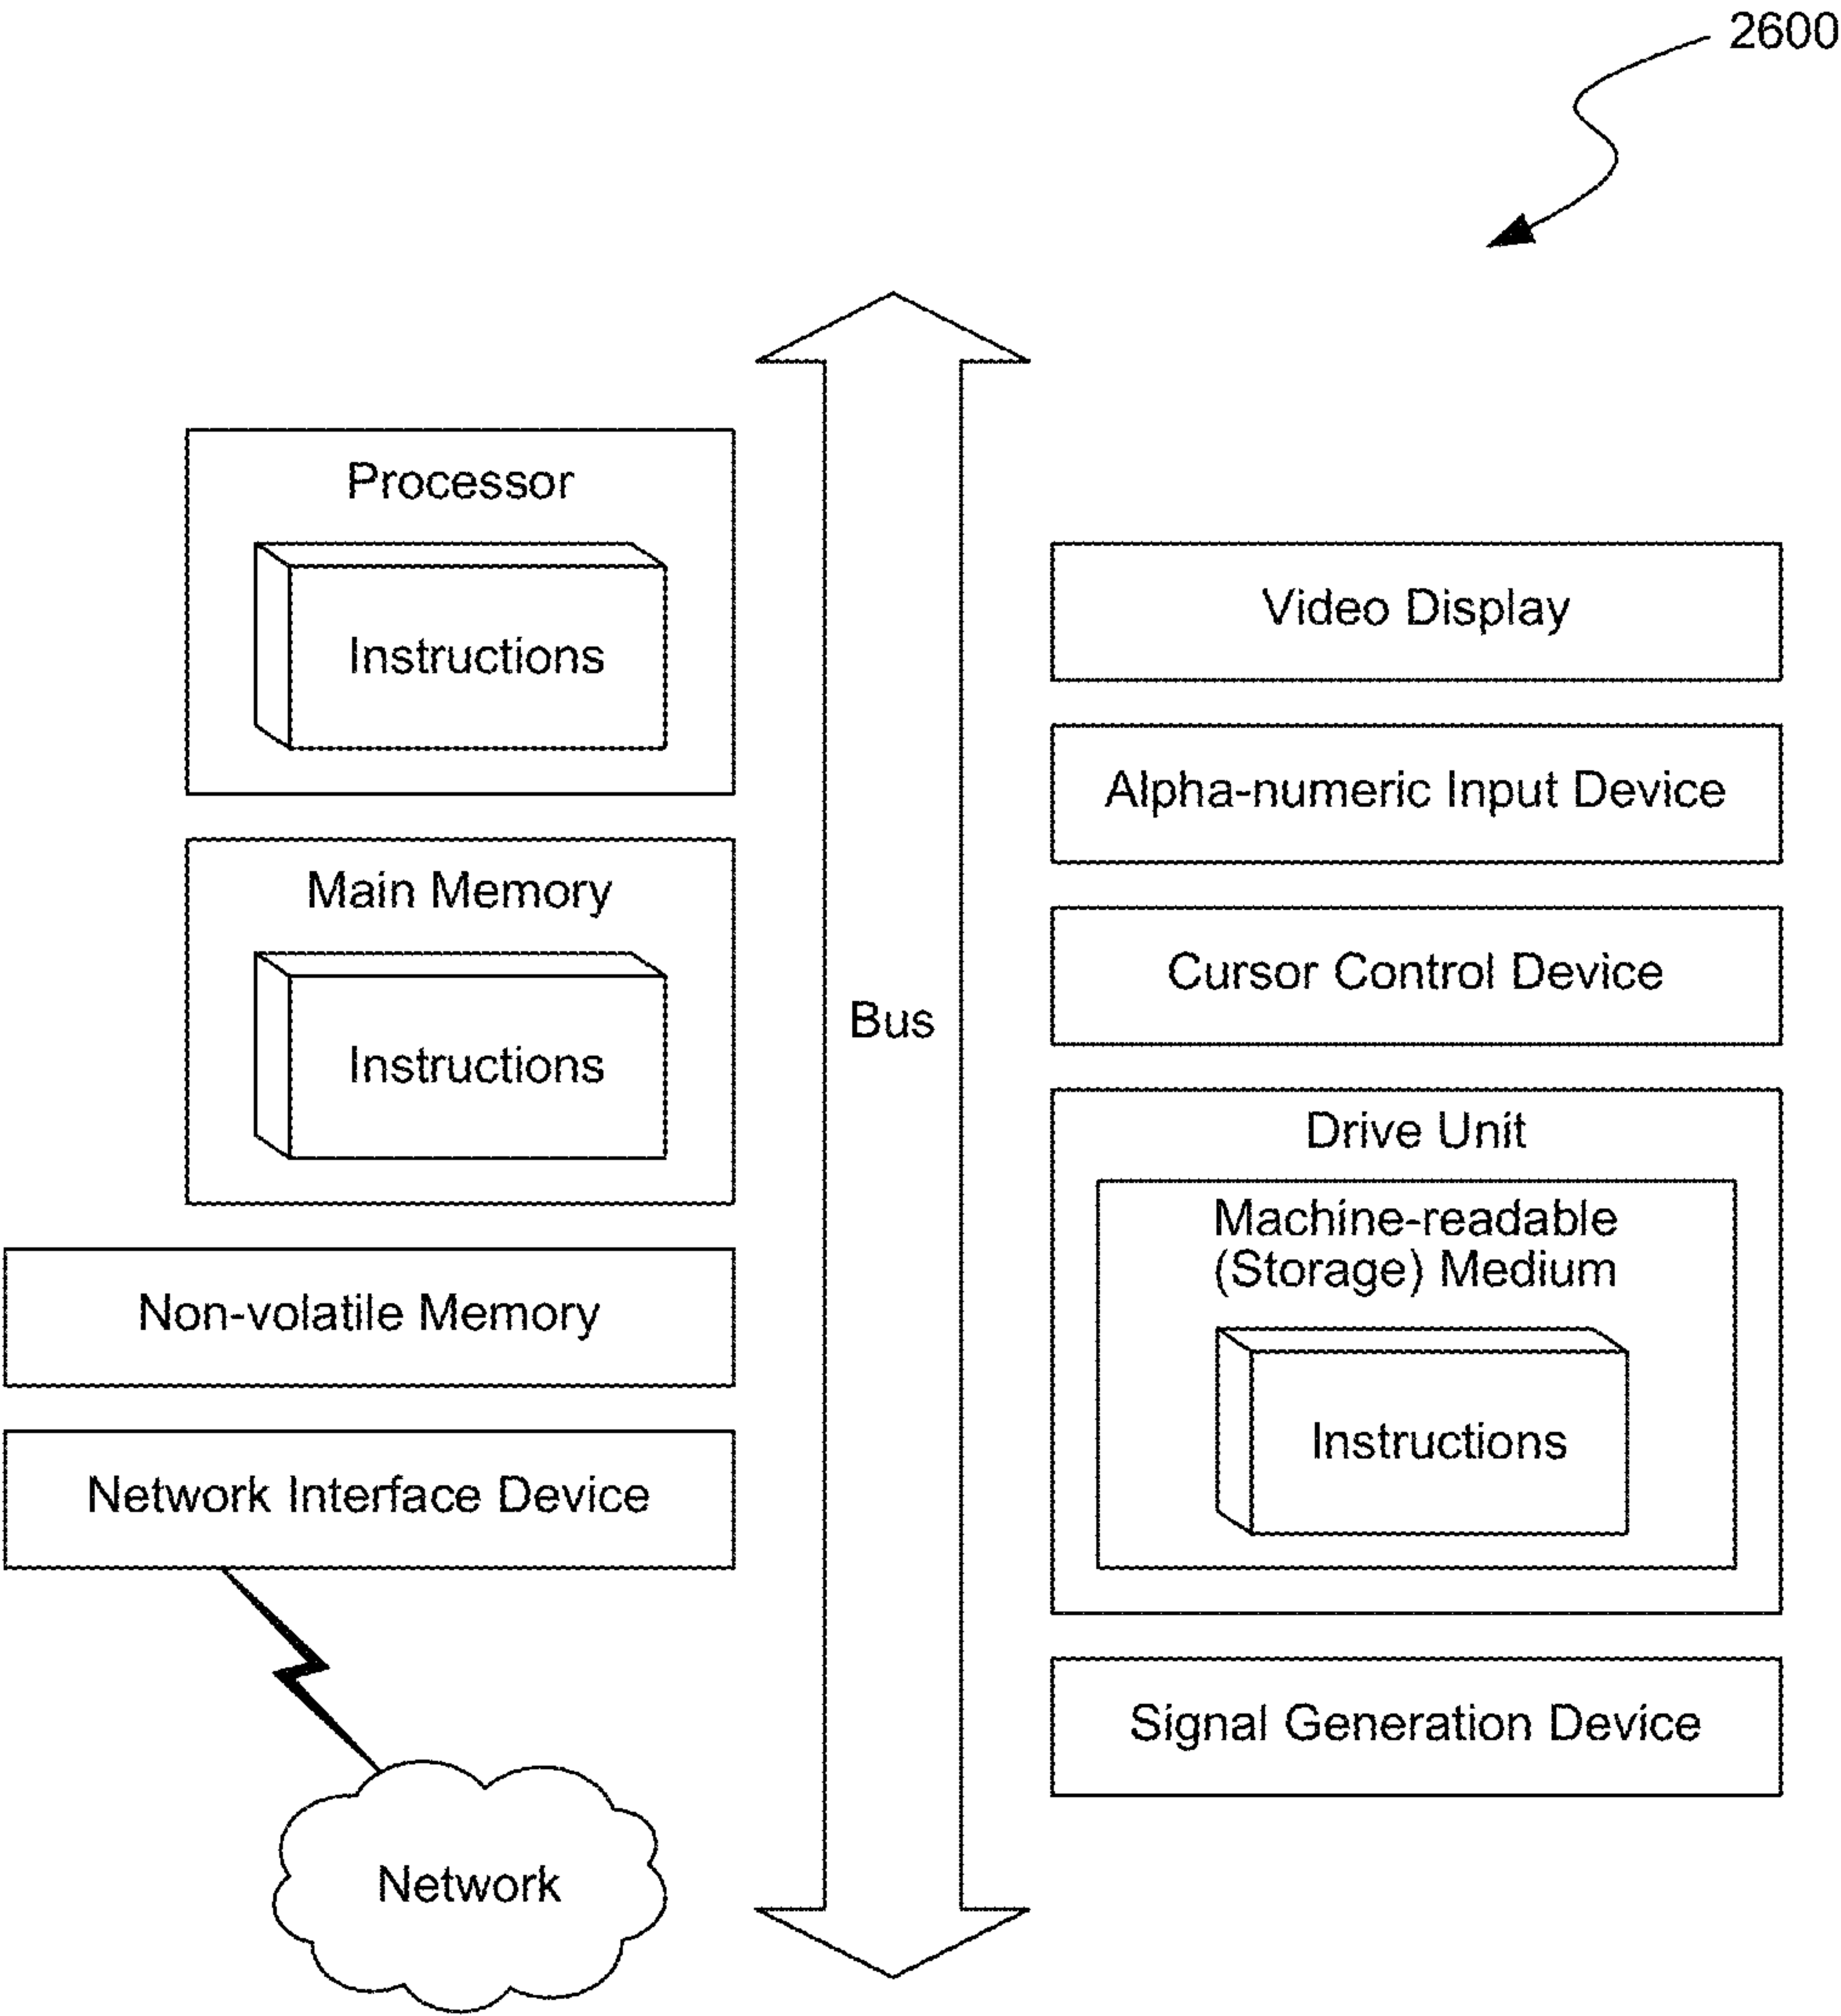 2600
Processor
Instructions
Main Memory
Instructions
Non-volatile Memory
Network Interface Device
Network
Bus
Video Display
Alpha-numeric Input Device
Cursor Control Device
Drive Unit
Machine-readable
(Storage) Medium
Instructions
Signal Generation Device